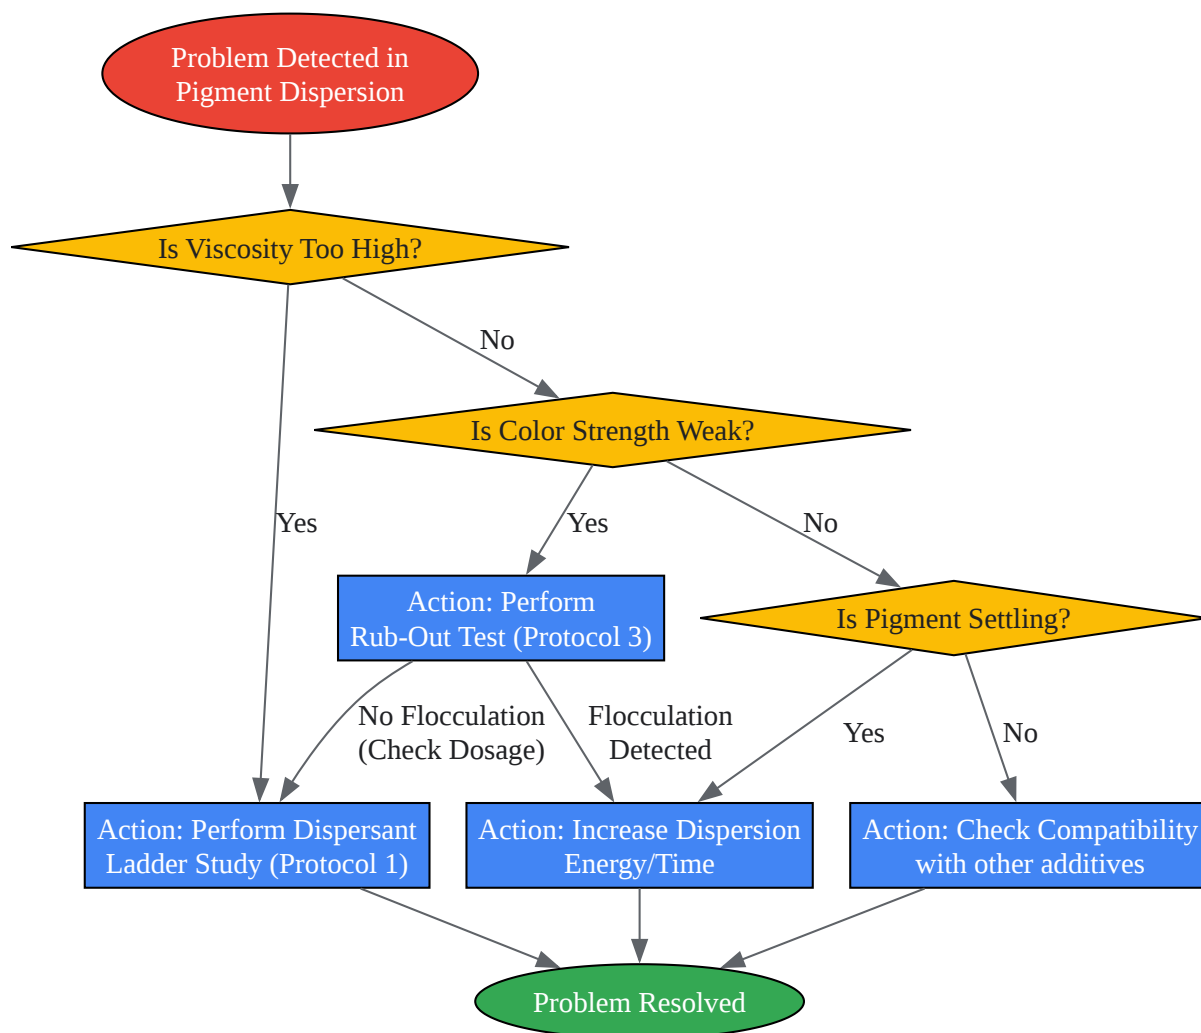 Problem Detected in
Pigment Dispersion
Is Viscosity Too High?
No
Is Color Strength Weak?
Yes
Yes
No
Action: Perform
Rub-Out Test (Protocol 3)
Is Pigment Settling?
No Flocculation
(Check Dosage)
Flocculation
Detected
Yes
No
Action: Perform Dispersant
Ladder Study (Protocol 1)
Action: Increase Dispersion
Energy/Time
Action: Check Compatibility
with other additives
Problem Resolved